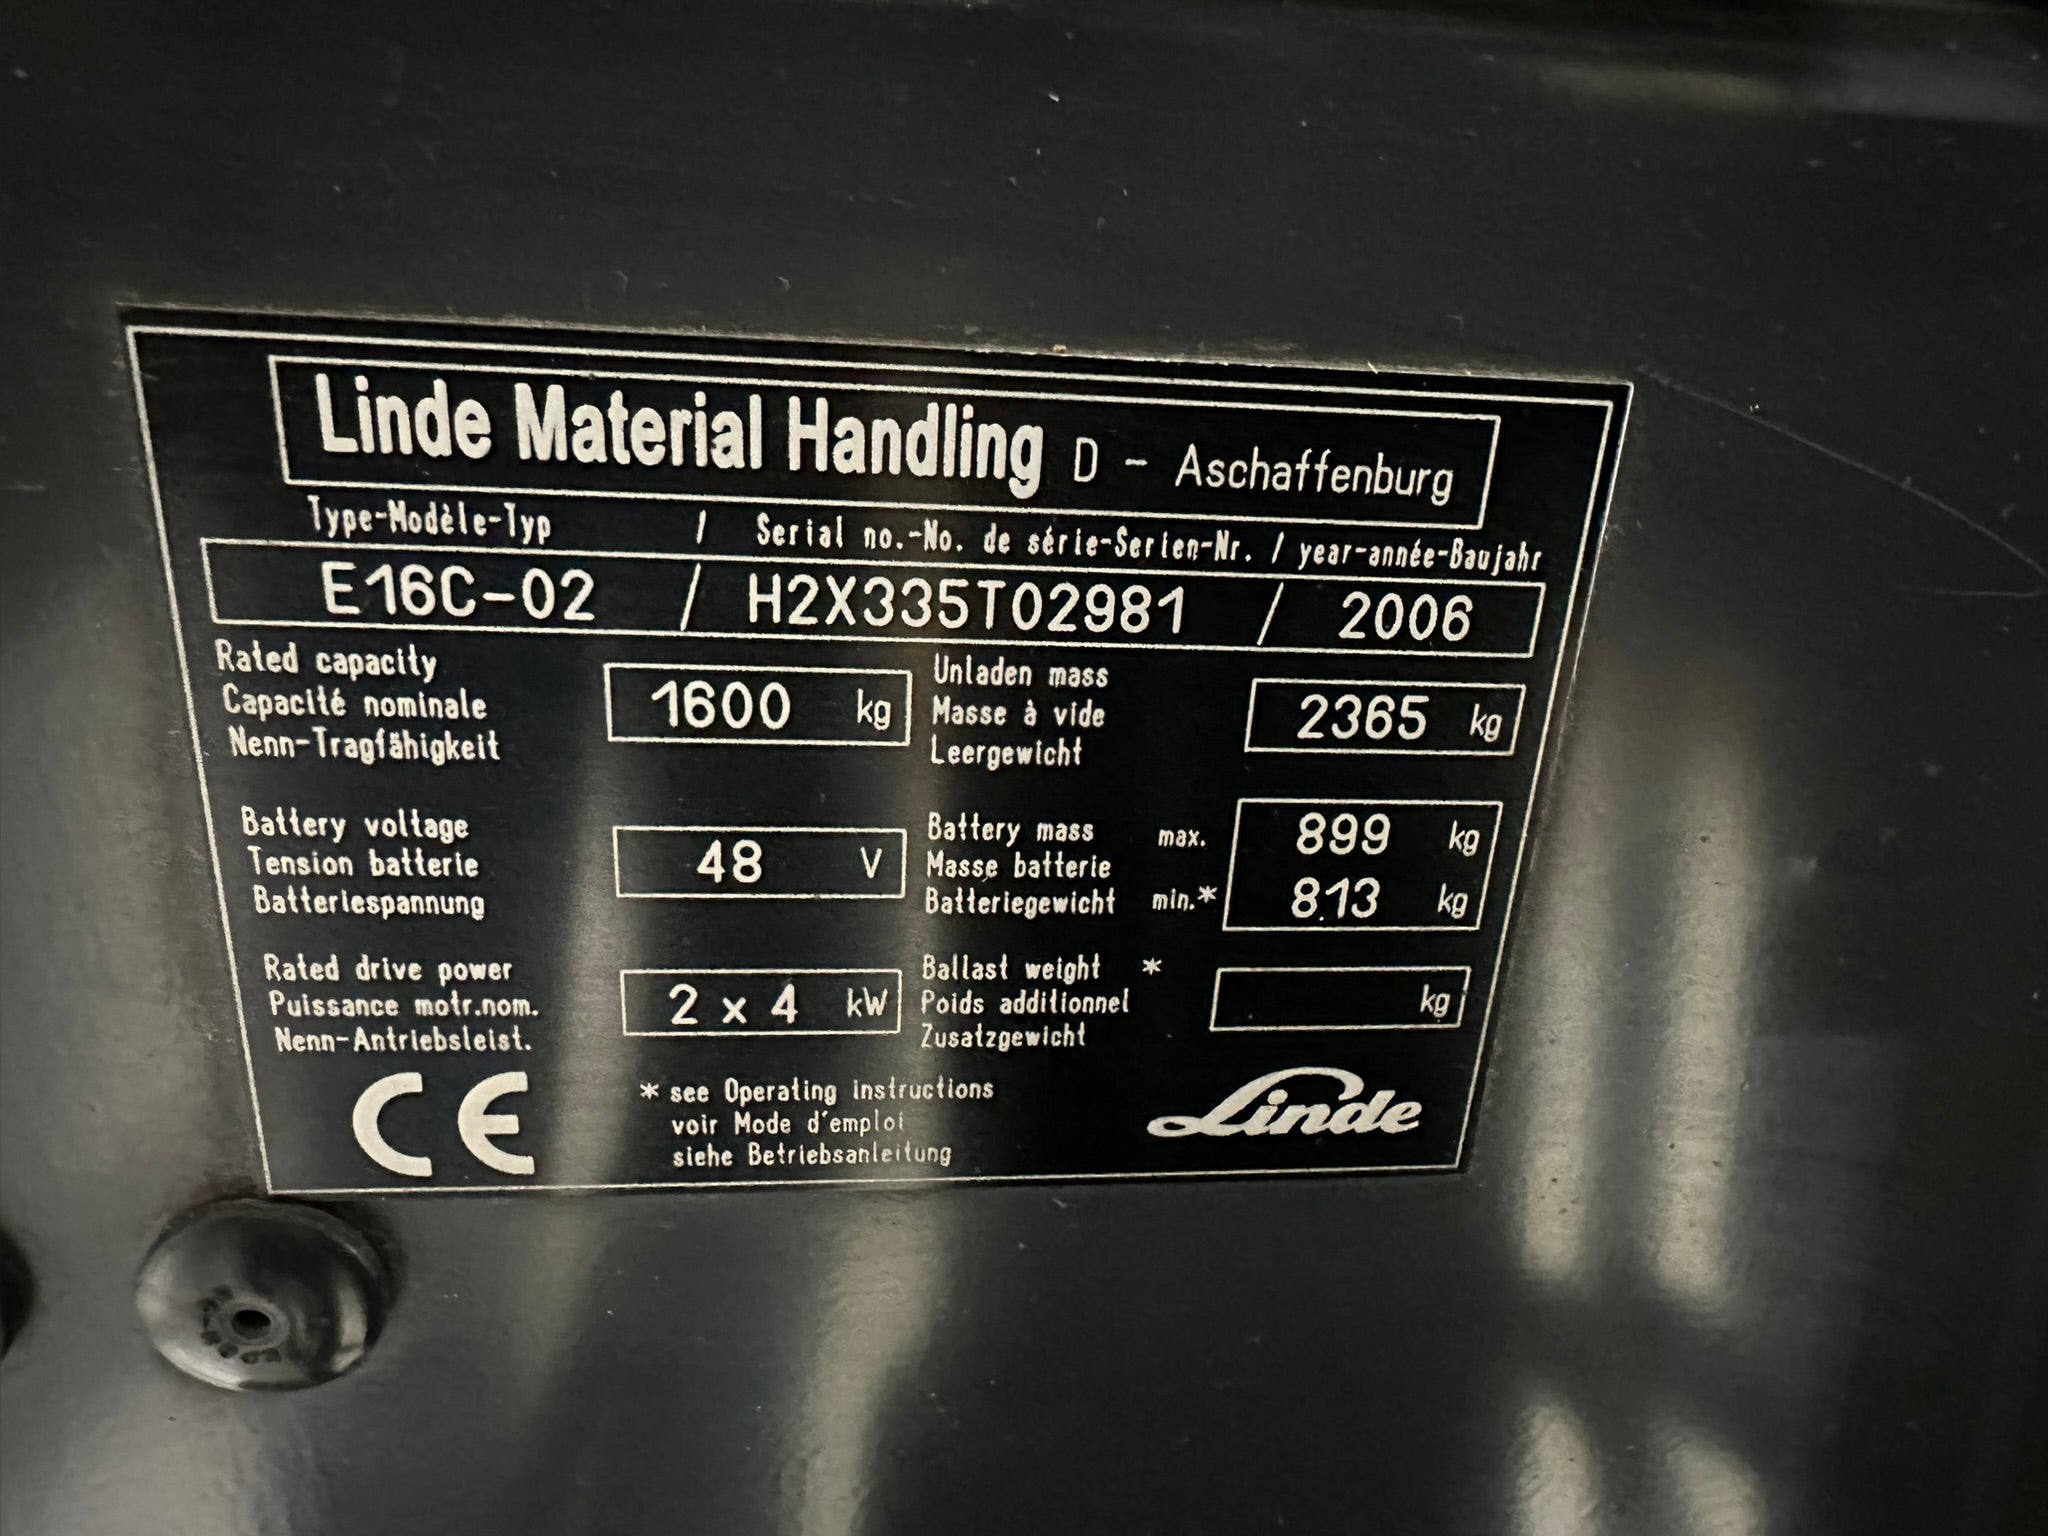 Linde Material Handling D - Aschaffenburg
Type-Modèle-Typ / Serial no.-No. de série-Serien-Nr. / year-année-Baujahr
E16C-02 / H2X335T02981 / 2006
Rated capacity
Capacité nominale
Nenn-Tragfähigkeit
1600 kg
Unladen mass
Masse à vide
Leergewicht
2365 kg
Battery voltage
Tension batterie
Batteriespannung
48 V
Battery mass max. 899 kg
Masse batterie
Batteriegewicht min.* 813 kg
Rated drive power
Puissance motr.nom.
Nenn-Antriebsleist.
2 x 4 kW
Ballast weight *
Poids additionnel
Zusatzgewicht
kg
CE
* see Operating instructions
voir Mode d'emploi
siehe Betriebsanleitung
Linde